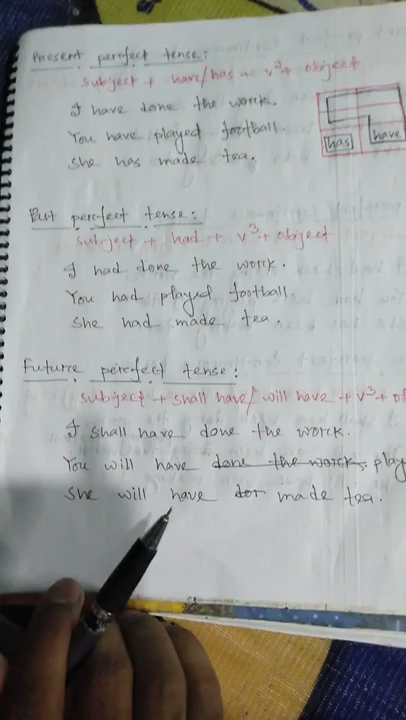 Present perfect tense:
subject + have/has + v³ + object
I have done the work.
You have played football.
She has made tea.
has
have
Past perfect tense:
subject + had + v³ + object
I had done the work.
You had played football.
She had made tea.
Future perfect tense:
subject + shall have/will have + v³ + ob
I shall have done the work.
You will have done the work, play
She will have made tea.